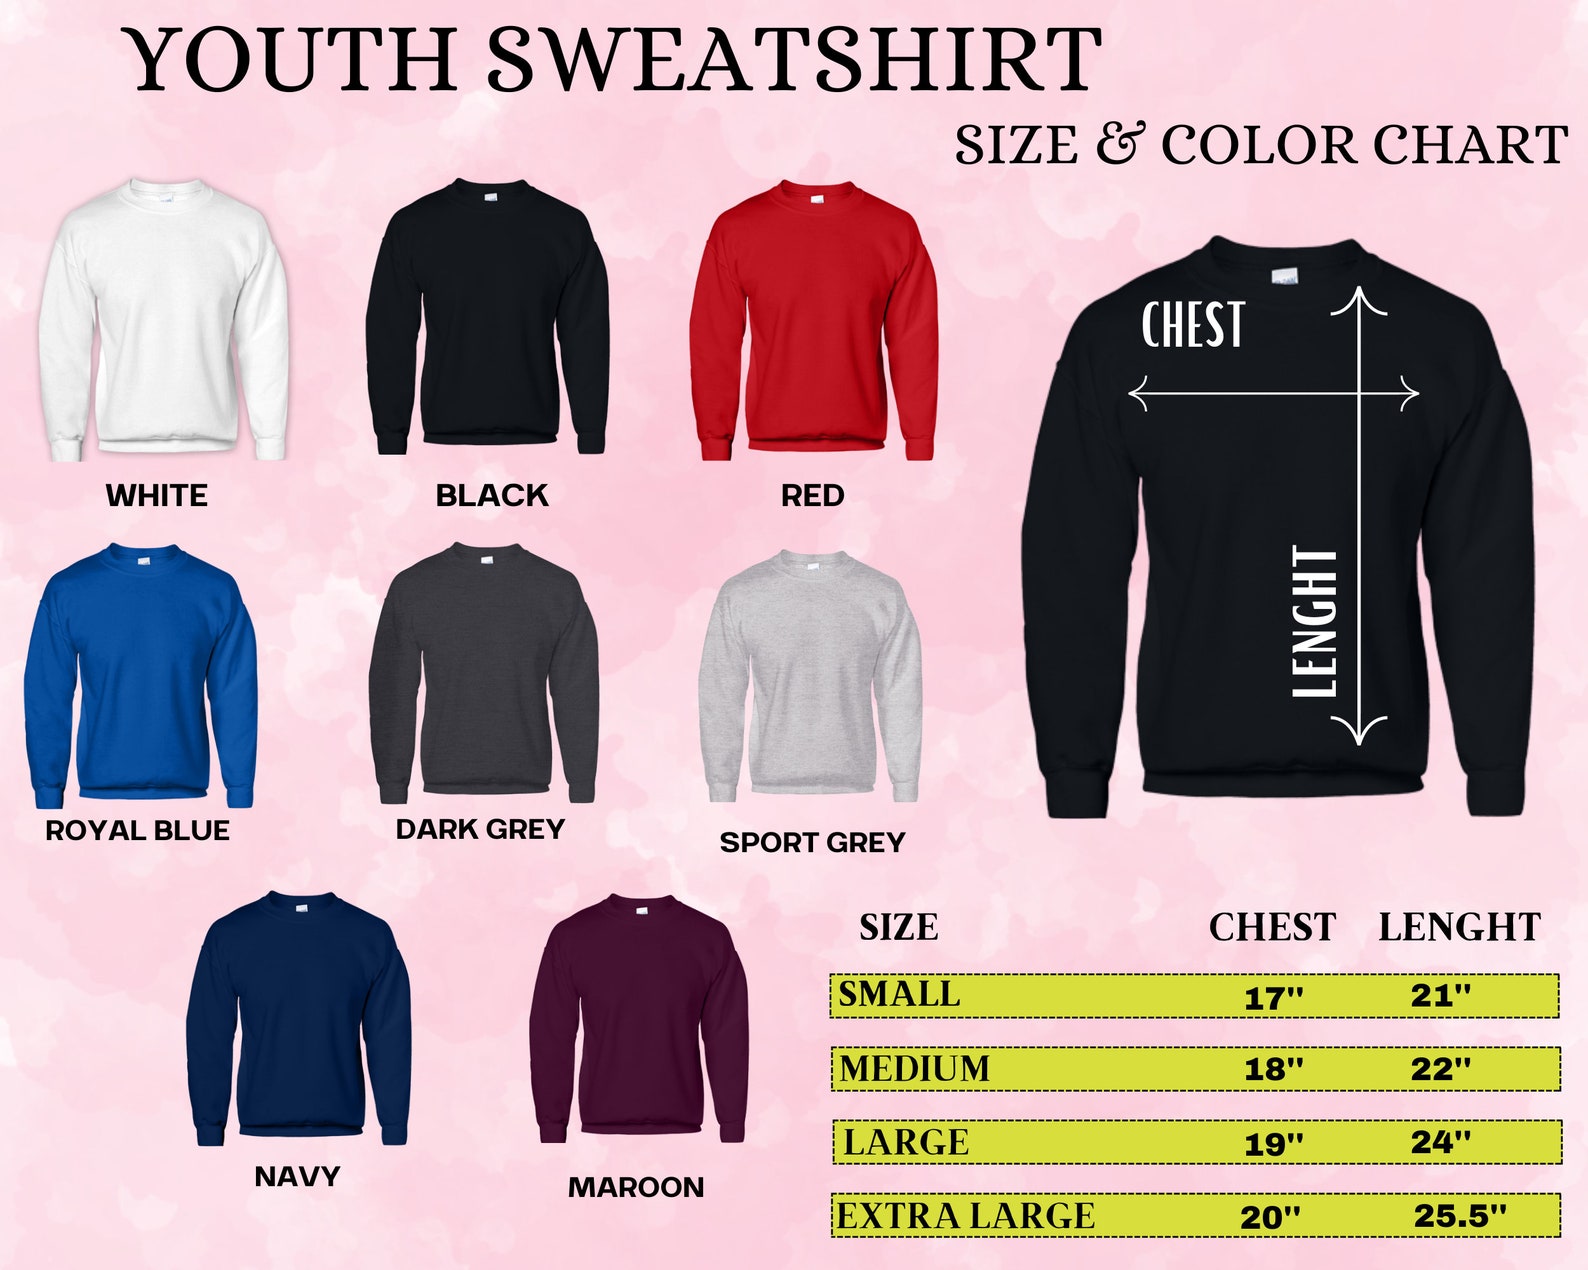 YOUTH SWEATSHIRT
SIZE & COLOR CHART
WHITE
BLACK
RED
ROYAL BLUE
DARK GREY
SPORT GREY
NAVY
MAROON
CHEST
LENGHT
SIZE CHEST LENGHT
SMALL 17" 21"
MEDIUM 18" 22"
LARGE 19" 24"
EXTRA LARGE 20" 25.5"